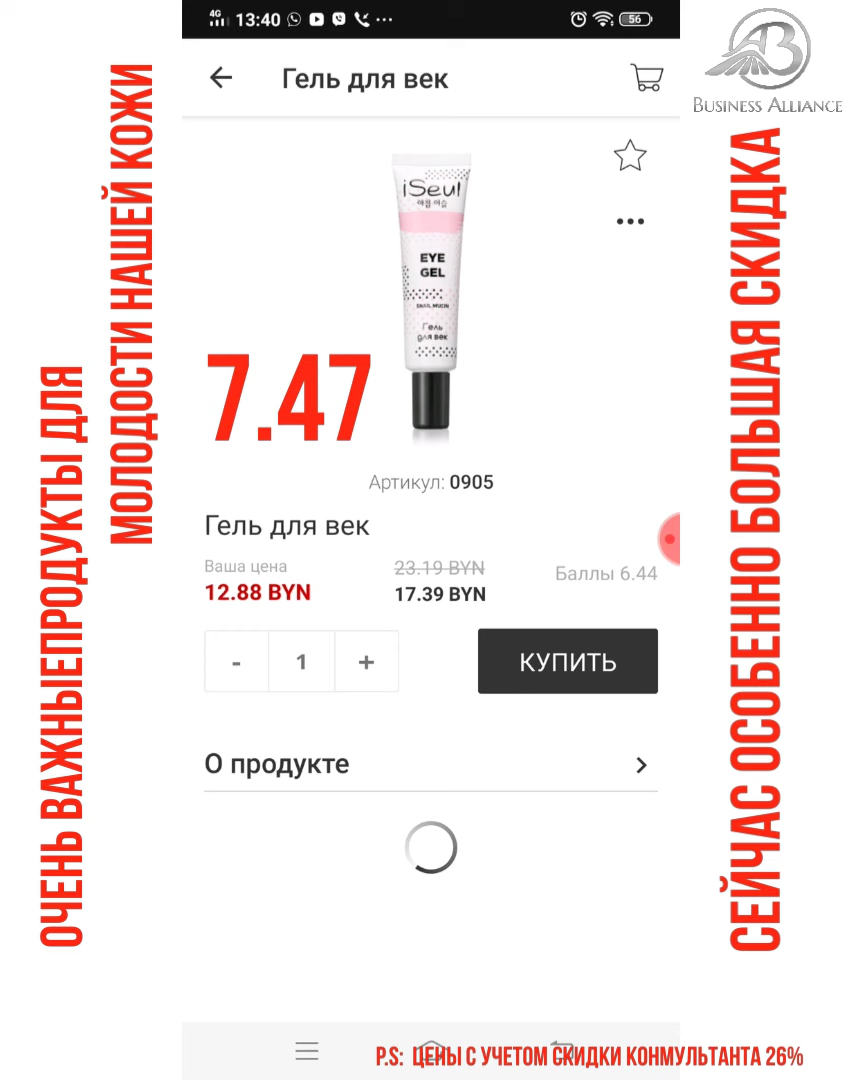 4G
13:40
56
Гель для век
BUSINESS ALLIANCE
ОЧЕНЬ ВАЖНЫЕПРОДУКТЫ ДЛЯ
МОЛОДОСТИ НАШЕЙ КОЖИ
СЕЙЧАС ОСОБЕННО БОЛЬШАЯ СКИДКА
iSeul
EYE
GEL
SNAIL MUCIN
Гель
для век
7.47
Артикул: 0905
Гель для век
Ваша цена
12.88 BYN
23.19 BYN
17.39 BYN
Баллы 6.44
- 1 +
КУПИТЬ
О продукте
P.S: ЦЕНЫ С УЧЕТОМ СКИДКИ КОНМУЛЬТАНТА 26%